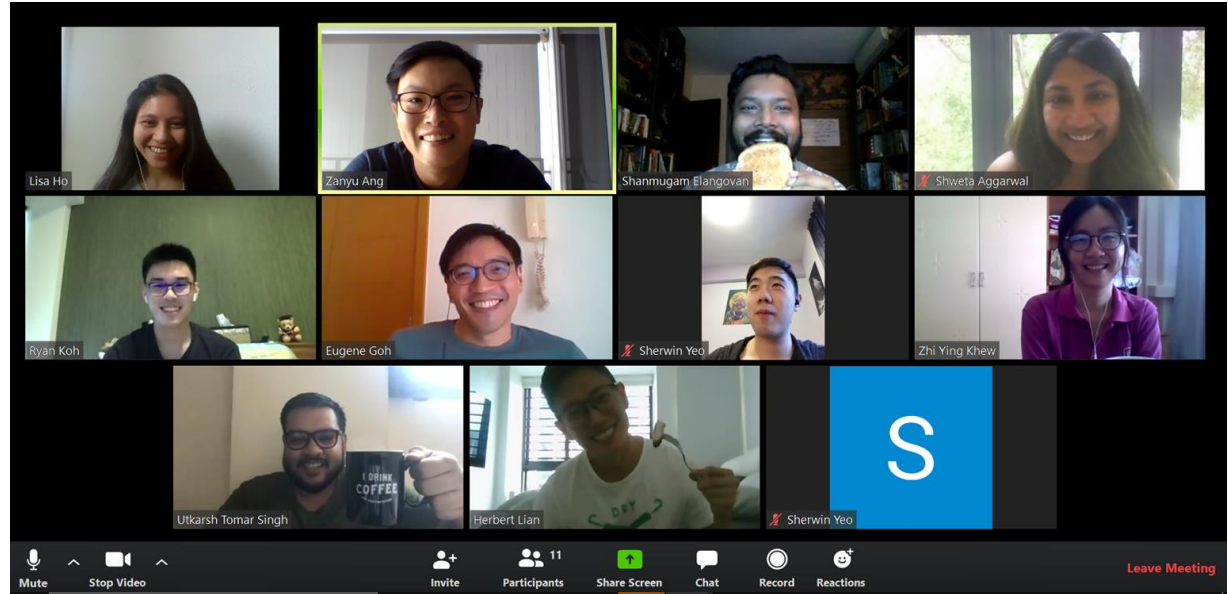 Lisa Ho
Zanyu Ang
Shanmugam Elangovan
Shweta Aggarwal
Ryan Koh
Eugene Goh
Sherwin Yeo
Zhi Ying Khew
I DRINK
COFFEE
Utkarsh Tomar Singh
DRY
Herbert Lian
S
Sherwin Yeo
Mute
Stop Video
Invite
11
Participants
Share Screen
Chat
Record
Reactions
Leave Meeting